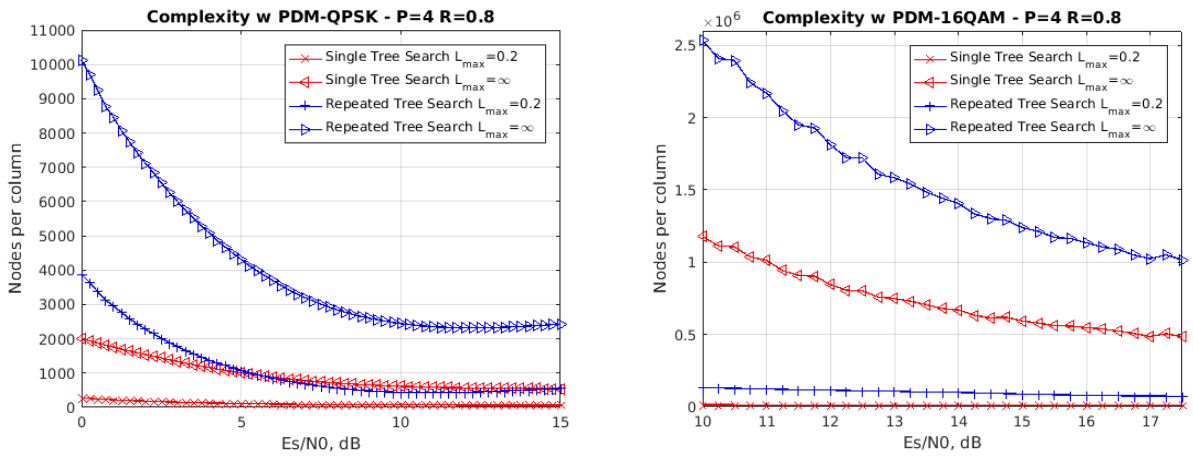 Complexity w PDM-QPSK - P=4 R=0.8
11000
10000
9000
8000
7000
6000
5000
4000
3000
2000
1000
0
Nodes per column
Single Tree Search Lmax=0.2
Single Tree Search Lmax=∞
Repeated Tree Search Lmax=0.2
Repeated Tree Search Lmax=∞
0 5 10 15
Es/N0, dB
Complexity w PDM-16QAM - P=4 R=0.8
×10^6
2.5
2
1.5
1
0.5
0
Nodes per column
Single Tree Search Lmax=0.2
Single Tree Search Lmax=∞
Repeated Tree Search Lmax=0.2
Repeated Tree Search Lmax=∞
10 11 12 13 14 15 16 17
Es/N0, dB